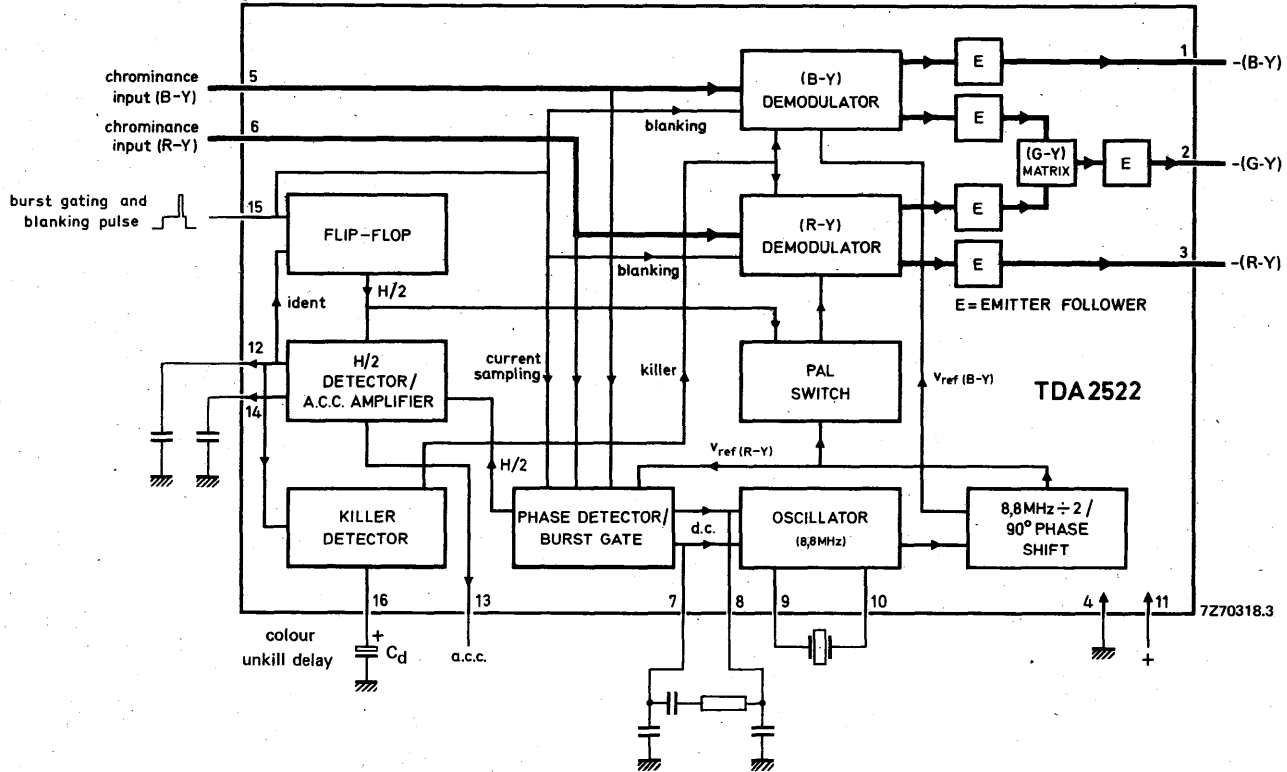 chrominance
input (B-Y)
5
chrominance
input (R-Y)
6
burst gating and
blanking pulse
15
FLIP-FLOP
H/2
ident
12
14
H/2
DETECTOR/
A.C.C. AMPLIFIER
KILLER
DETECTOR
16
13
colour
unkill delay
+
Cd
a.c.c.
current
sampling
killer
H/2
PHASE DETECTOR/
BURST GATE
d.c.
7
8
9
10
OSCILLATOR
(8,8MHz)
8,8MHz÷2/
90° PHASE
SHIFT
Vref (R-Y)
Vref (B-Y)
PAL
SWITCH
blanking
blanking
(B-Y)
DEMODULATOR
(R-Y)
DEMODULATOR
E
E
E
E
(G-Y)
MATRIX
E
1
-(B-Y)
2
-(G-Y)
3
-(R-Y)
E = EMITTER FOLLOWER
TDA2522
4
11
+
7Z70318.3